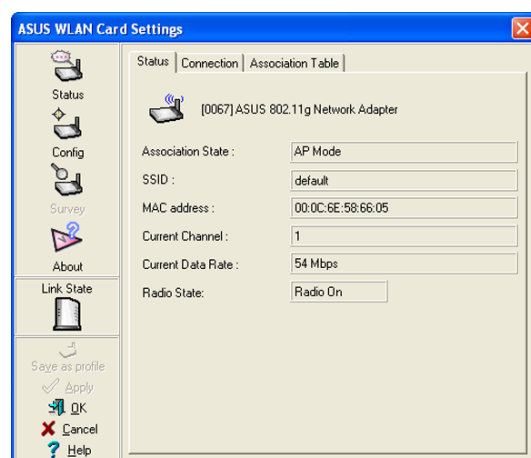 ASUS WLAN Card Settings
Status
Config
Survey
About
Link State
Save as profile
Apply
OK
Cancel
Help
Status Connection Association Table
[0067] ASUS 802.11g Network Adapter
Association State : AP Mode
SSID : default
MAC address : 00:0C:6E:58:66:05
Current Channel : 1
Current Data Rate : 54 Mbps
Radio State: Radio On